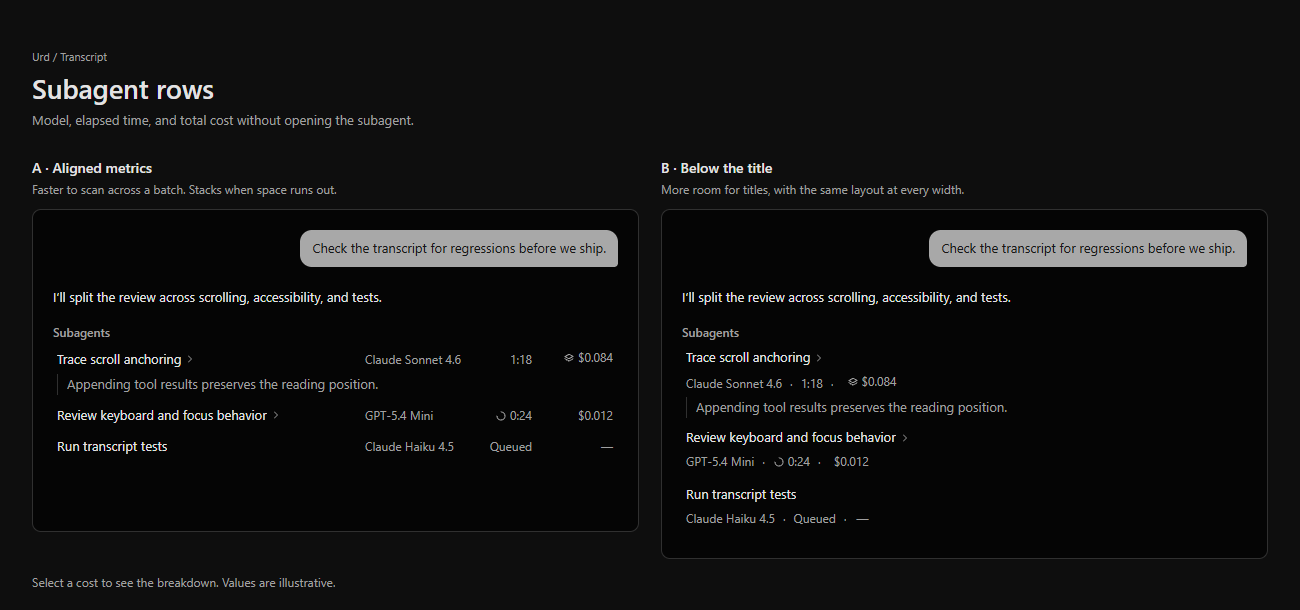 Urd / Transcript
Subagent rows
Model, elapsed time, and total cost without opening the subagent.
A · Aligned metrics
Faster to scan across a batch. Stacks when space runs out.
Check the transcript for regressions before we ship.
I'll split the review across scrolling, accessibility, and tests.
Subagents
Trace scroll anchoring › Claude Sonnet 4.6 1:18 $0.084
Appending tool results preserves the reading position.
Review keyboard and focus behavior › GPT-5.4 Mini 0:24 $0.012
Run transcript tests Claude Haiku 4.5 Queued —
B · Below the title
More room for titles, with the same layout at every width.
Check the transcript for regressions before we ship.
I'll split the review across scrolling, accessibility, and tests.
Subagents
Trace scroll anchoring ›
Claude Sonnet 4.6 · 1:18 · $0.084
Appending tool results preserves the reading position.
Review keyboard and focus behavior ›
GPT-5.4 Mini · 0:24 · $0.012
Run transcript tests
Claude Haiku 4.5 · Queued · —
Select a cost to see the breakdown. Values are illustrative.